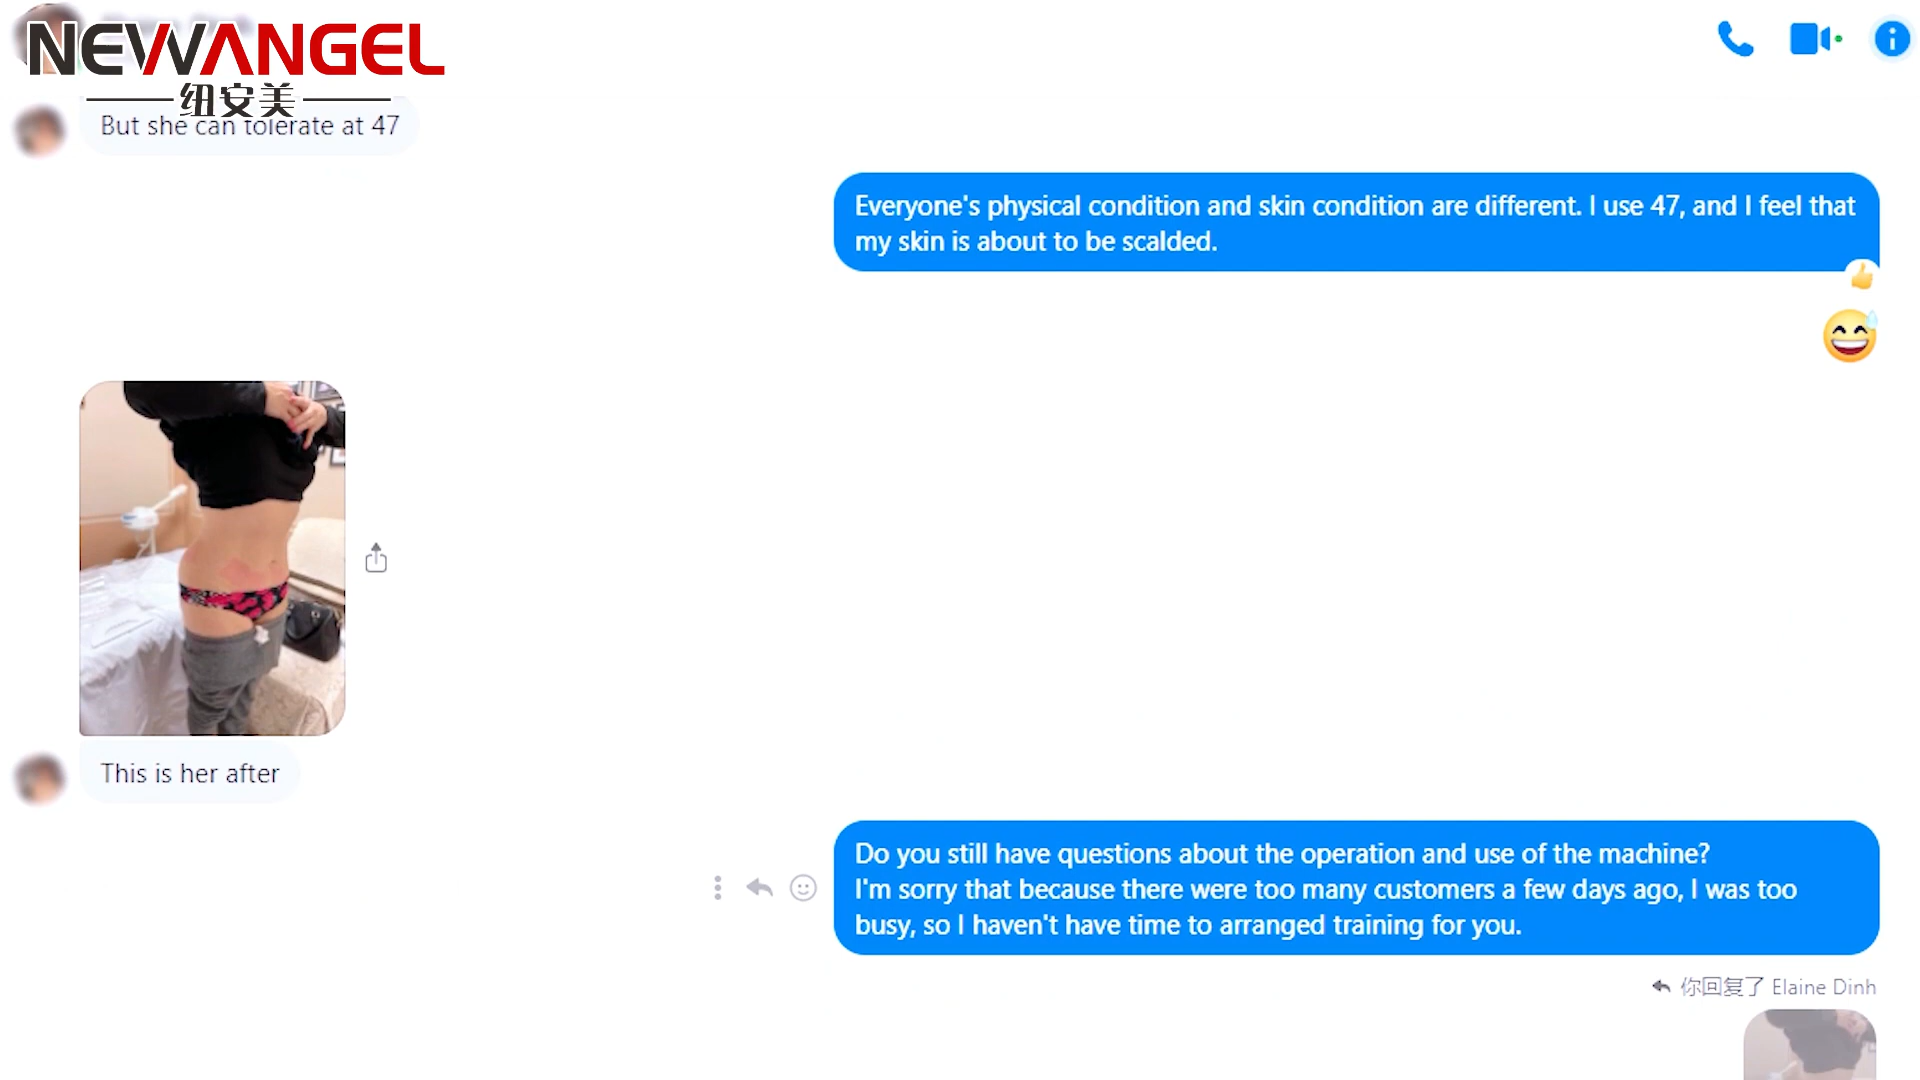 NEWANGEL
纽安美
But she can tolerate at 47
Everyone's physical condition and skin condition are different. I use 47, and I feel that
my skin is about to be scalded.
This is her after
Do you still have questions about the operation and use of the machine?
I'm sorry that because there were too many customers a few days ago, I was too
busy, so I haven't have time to arranged training for you.
你回复了 Elaine Dinh